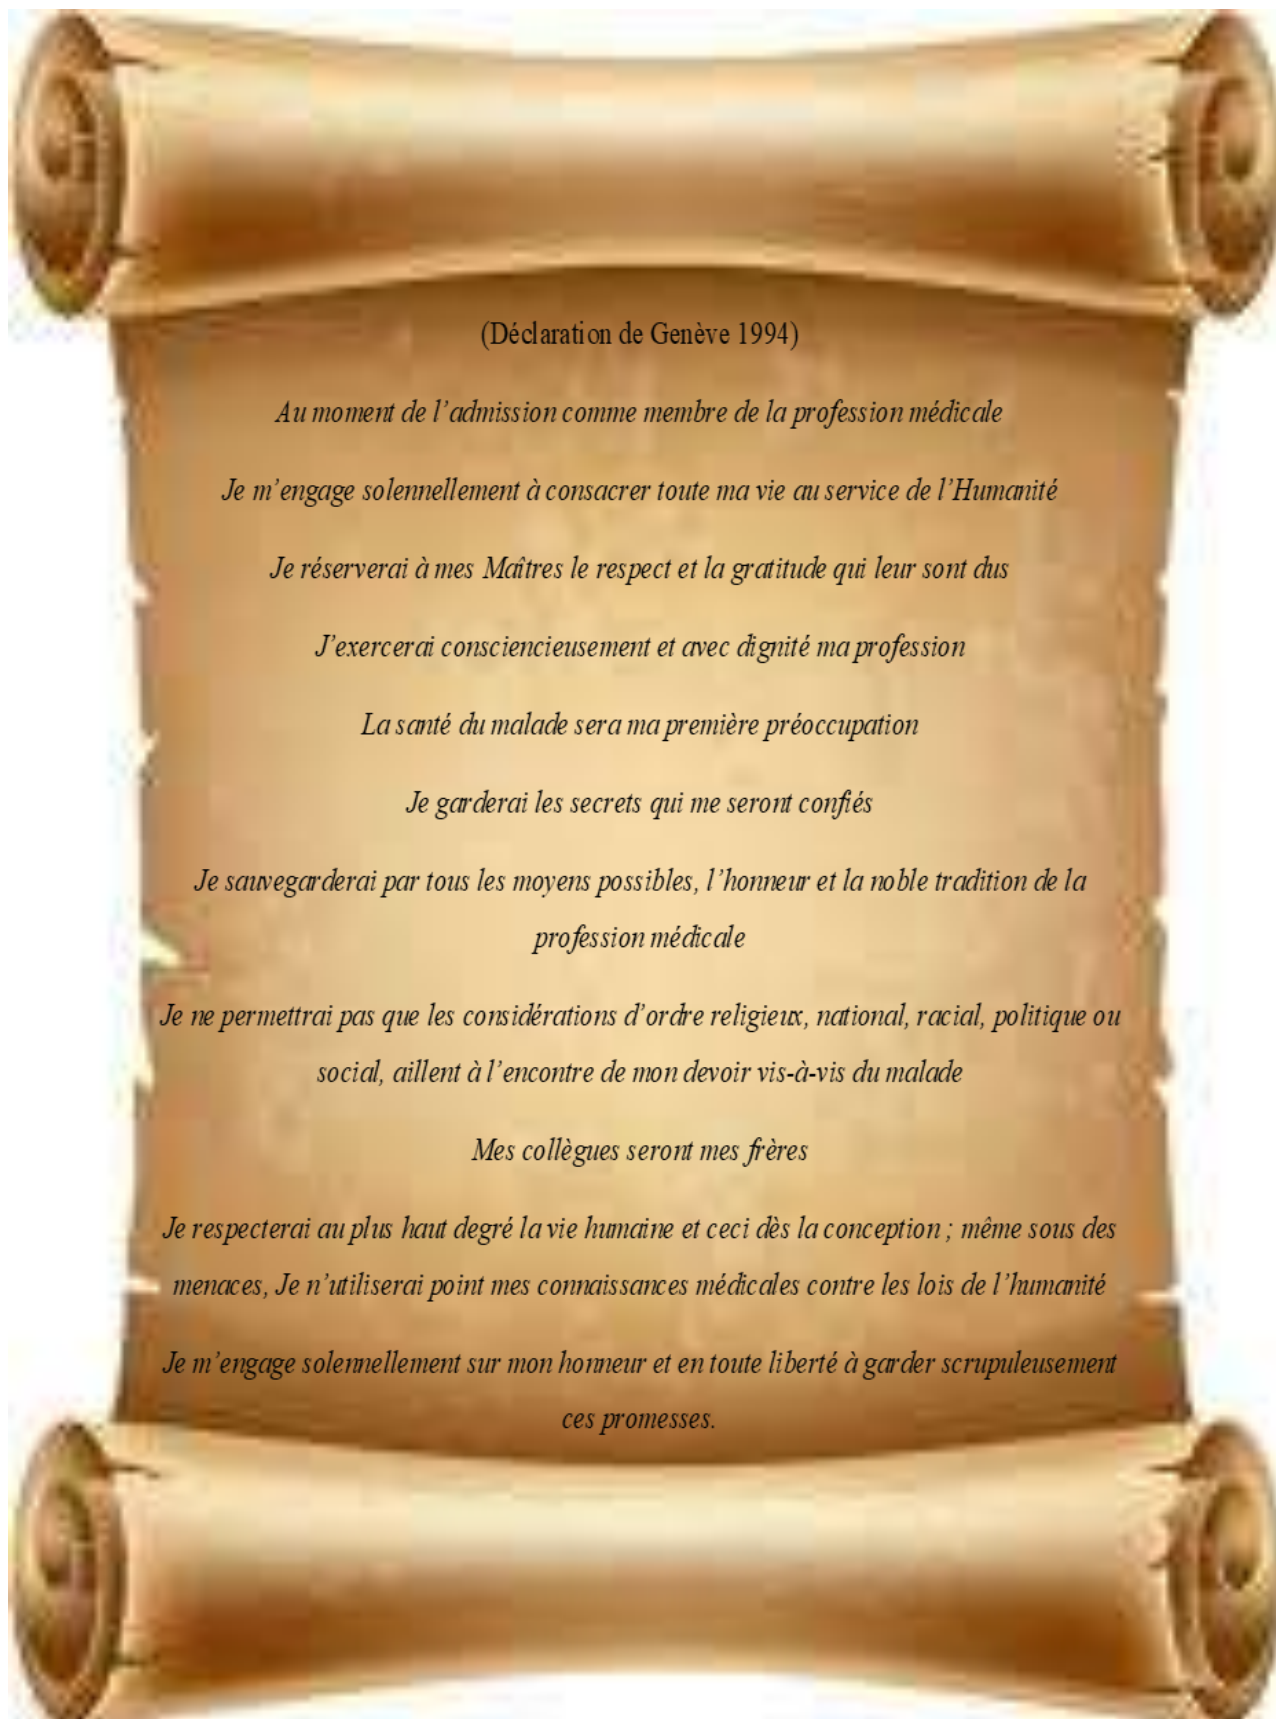 (Déclaration de Genève 1994)
Au moment de l’admission comme membre de la profession médicale
Je m’engage solennellement à consacrer toute ma vie au service de l’Humanité
Je réserverai à mes Maîtres le respect et la gratitude qui leur sont dus
J’exercerai consciencieusement et avec dignité ma profession
La santé du malade sera ma première préoccupation
Je garderai les secrets qui me seront confiés
Je sauvegarderai par tous les moyens possibles, l’honneur et la noble tradition de la
profession médicale
Je ne permettrai pas que les considérations d’ordre religieux, national, racial, politique ou
social, aillent à l’encontre de mon devoir vis-à-vis du malade
Mes collègues seront mes frères
Je respecterai au plus haut degré la vie humaine et ceci dès la conception ; même sous des
menaces, Je n’utiliserai point mes connaissances médicales contre les lois de l’humanité
Je m’engage solennellement sur mon honneur et en toute liberté à garder scrupuleusement
ces promesses.